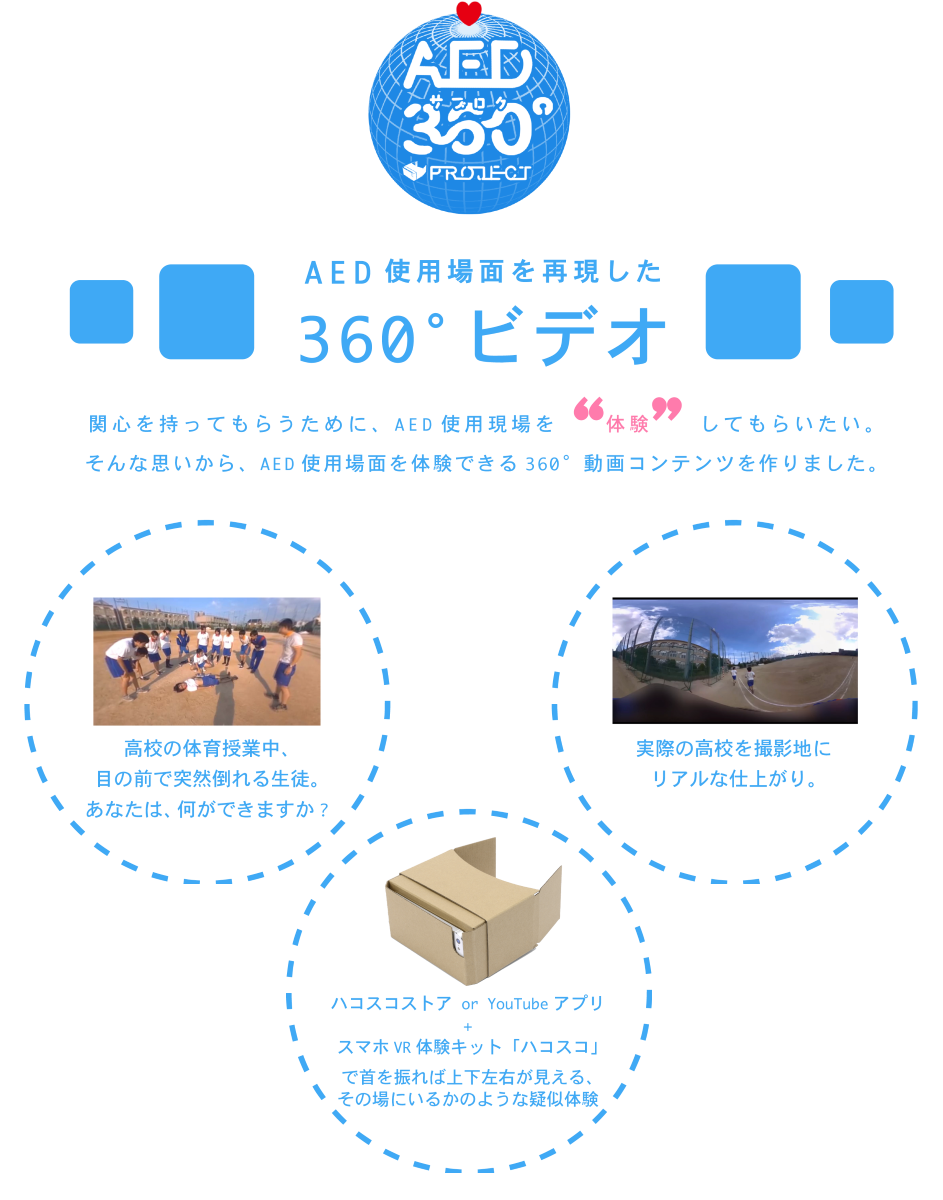 AED
サブロク
360°
PROJECT
AED使用場面を再現した
360°ビデオ
関心を持ってもらうために、AED使用現場を❝体験❞してもらいたい。
そんな思いから、AED使用場面を体験できる360°動画コンテンツを作りました。
高校の体育授業中、
目の前で突然倒れる生徒。
あなたは、何ができますか?
実際の高校を撮影地に
リアルな仕上がり。
ハコスコストア or YouTubeアプリ
+
スマホVR体験キット「ハコスコ」
で首を振れば上下左右が見える、
その場にいるかのような疑似体験